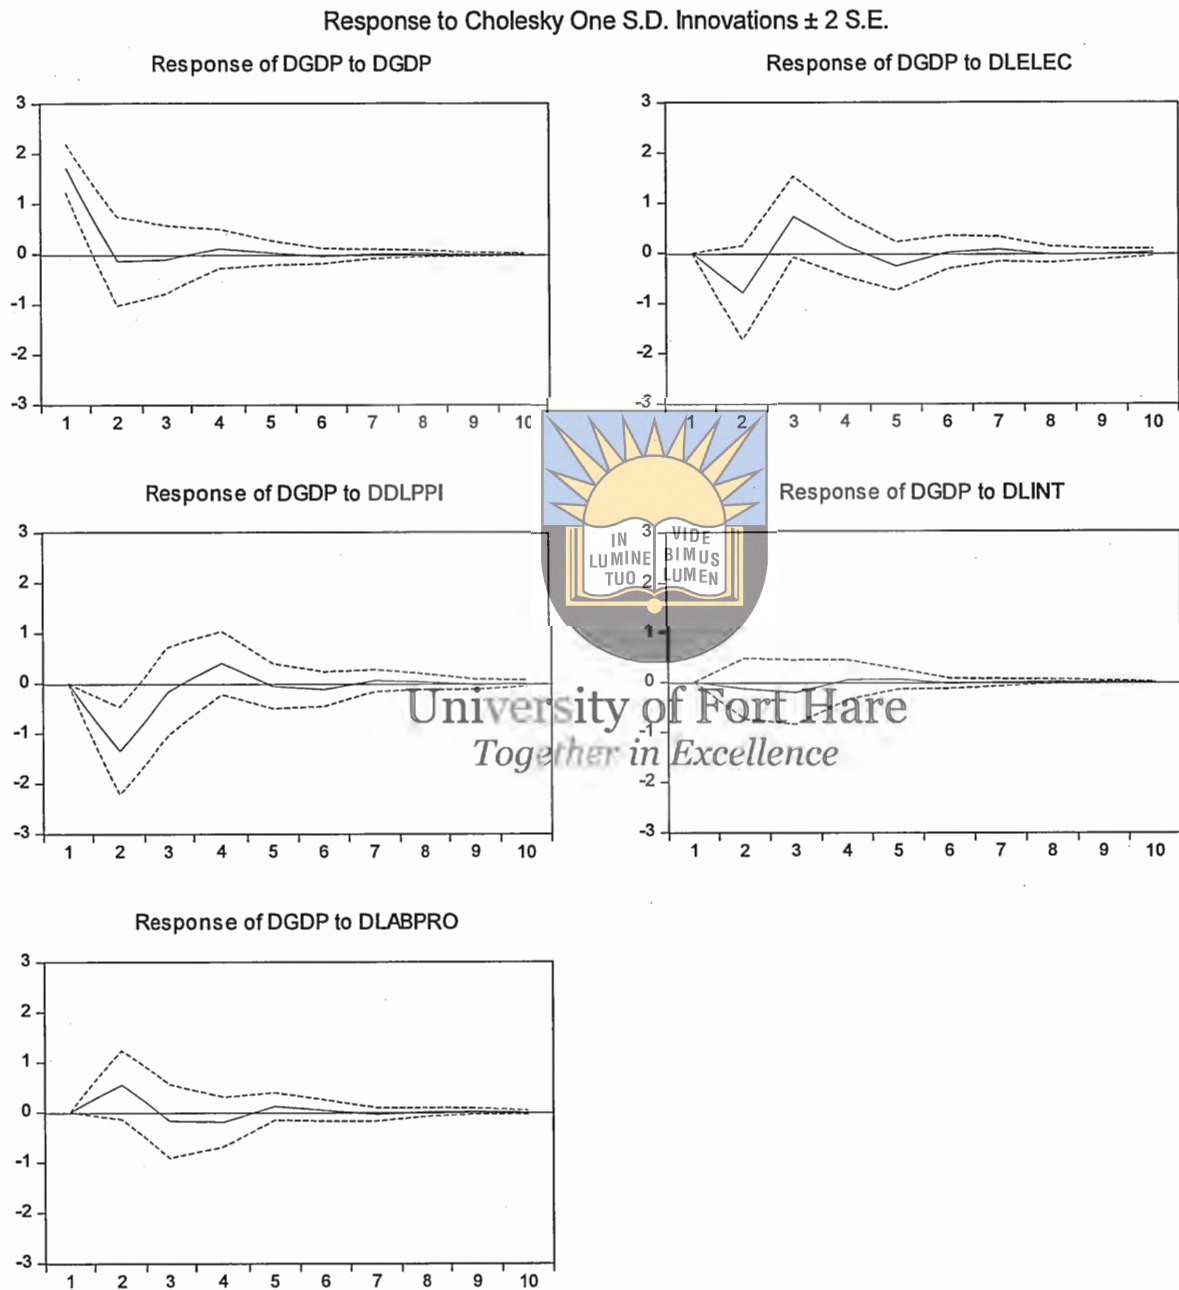 Response to Cholesky One S.D. Innovations ± 2 S.E.
Response of DGDP to DGDP
3
2
1
0
-1
-2
-3
1 2 3 4 5 6 7 8 9 10
Response of DGDP to DLELEC
3
2
1
0
-1
-2
-3
1 2 3 4 5 6 7 8 9 10
Response of DGDP to DDLPPI
3
2
1
0
-1
-2
-3
1 2 3 4 5 6 7 8 9 10
Response of DGDP to DLINT
3
2
1
0
-1
-2
-3
1 2 3 4 5 6 7 8 9 10
IN
LUMINE
TUO
VIDE
BIMUS
LUMEN
University of Fort Hare
Together in Excellence
Response of DGDP to DLABPRO
3
2
1
0
-1
-2
-3
1 2 3 4 5 6 7 8 9 10